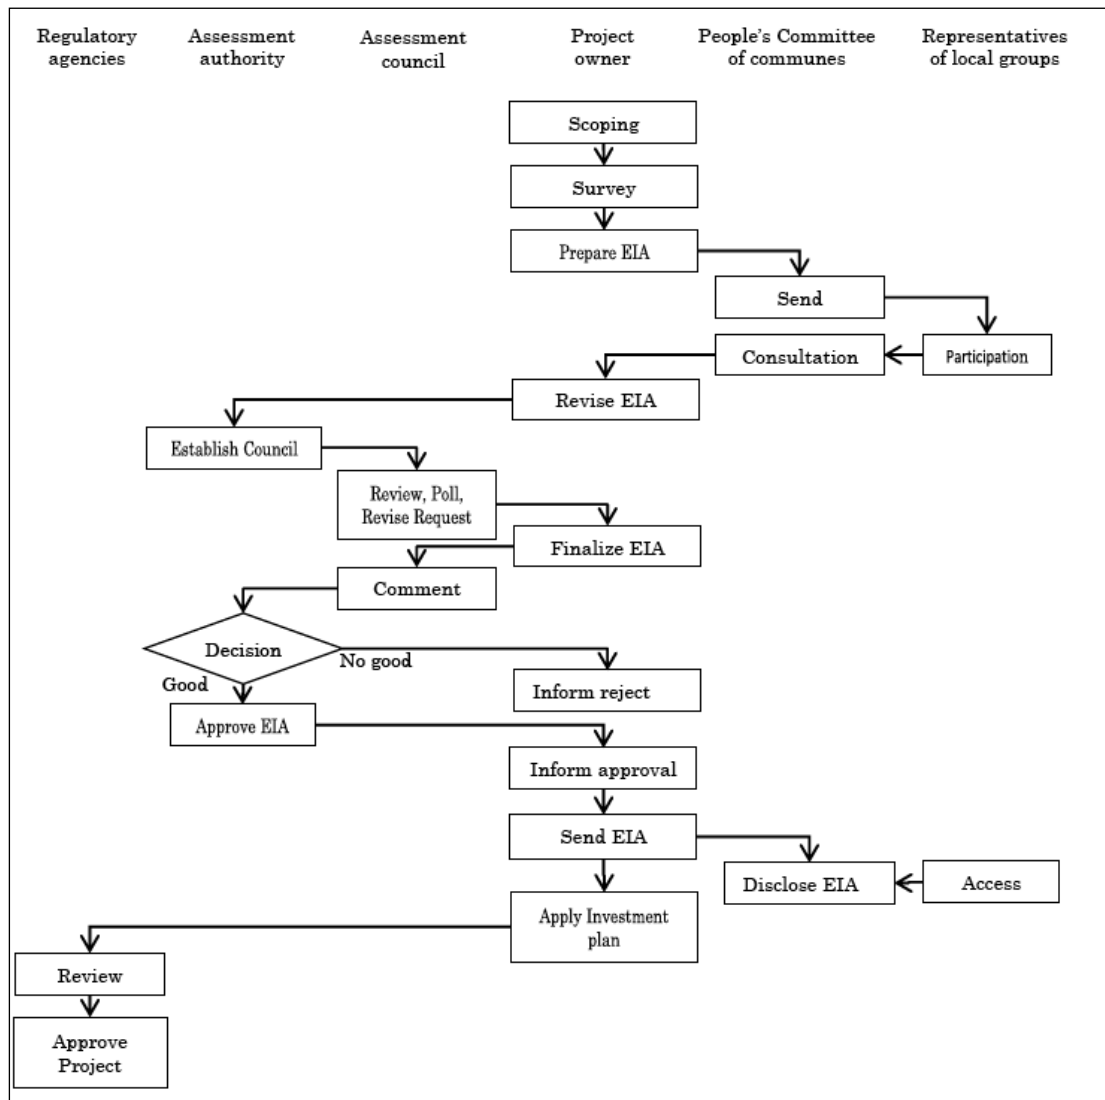 Regulatory
agencies
Assessment
authority
Assessment
council
Project
owner
People's Committee
of communes
Representatives
of local groups
Scoping
Survey
Prepare EIA
Send
Consultation
Participation
Revise EIA
Establish Council
Review, Poll,
Revise Request
Finalize EIA
Comment
Decision
No good
Good
Inform reject
Approve EIA
Inform approval
Send EIA
Disclose EIA
Access
Apply Investment
plan
Review
Approve
Project